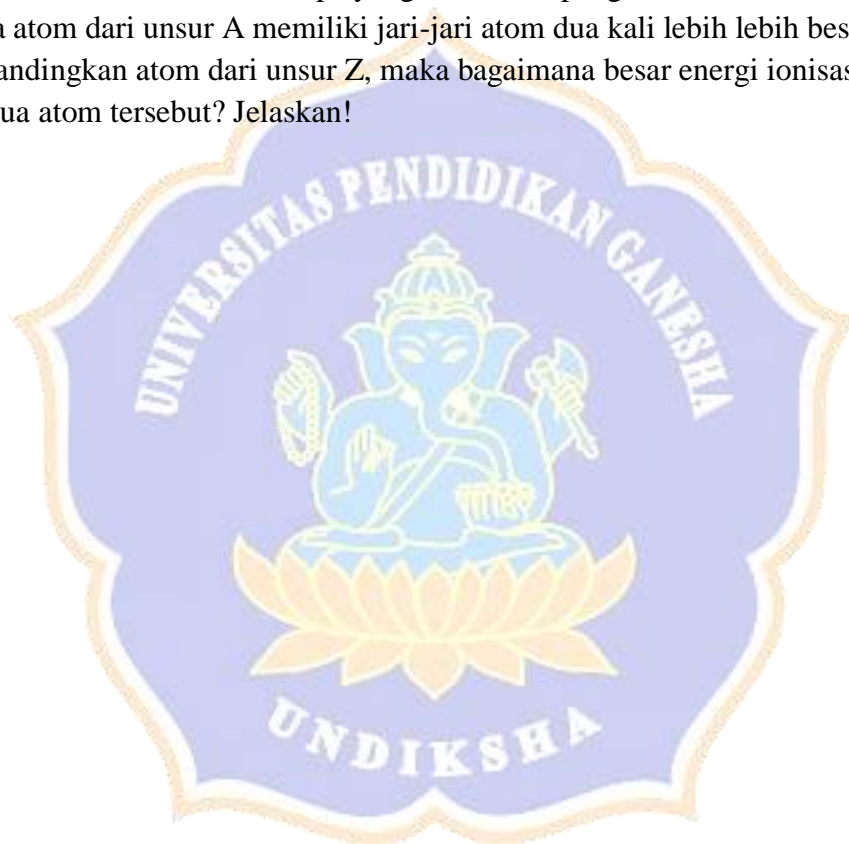 atom dari unsur A memiliki jari-jari atom dua kali lebih lebih bes
andingkan atom dari unsur Z, maka bagaimana besar energi ionisas
ua atom tersebut? Jelaskan!
UNIVERSITAS PENDIDIKAN GANESHA
UNDIKSHA